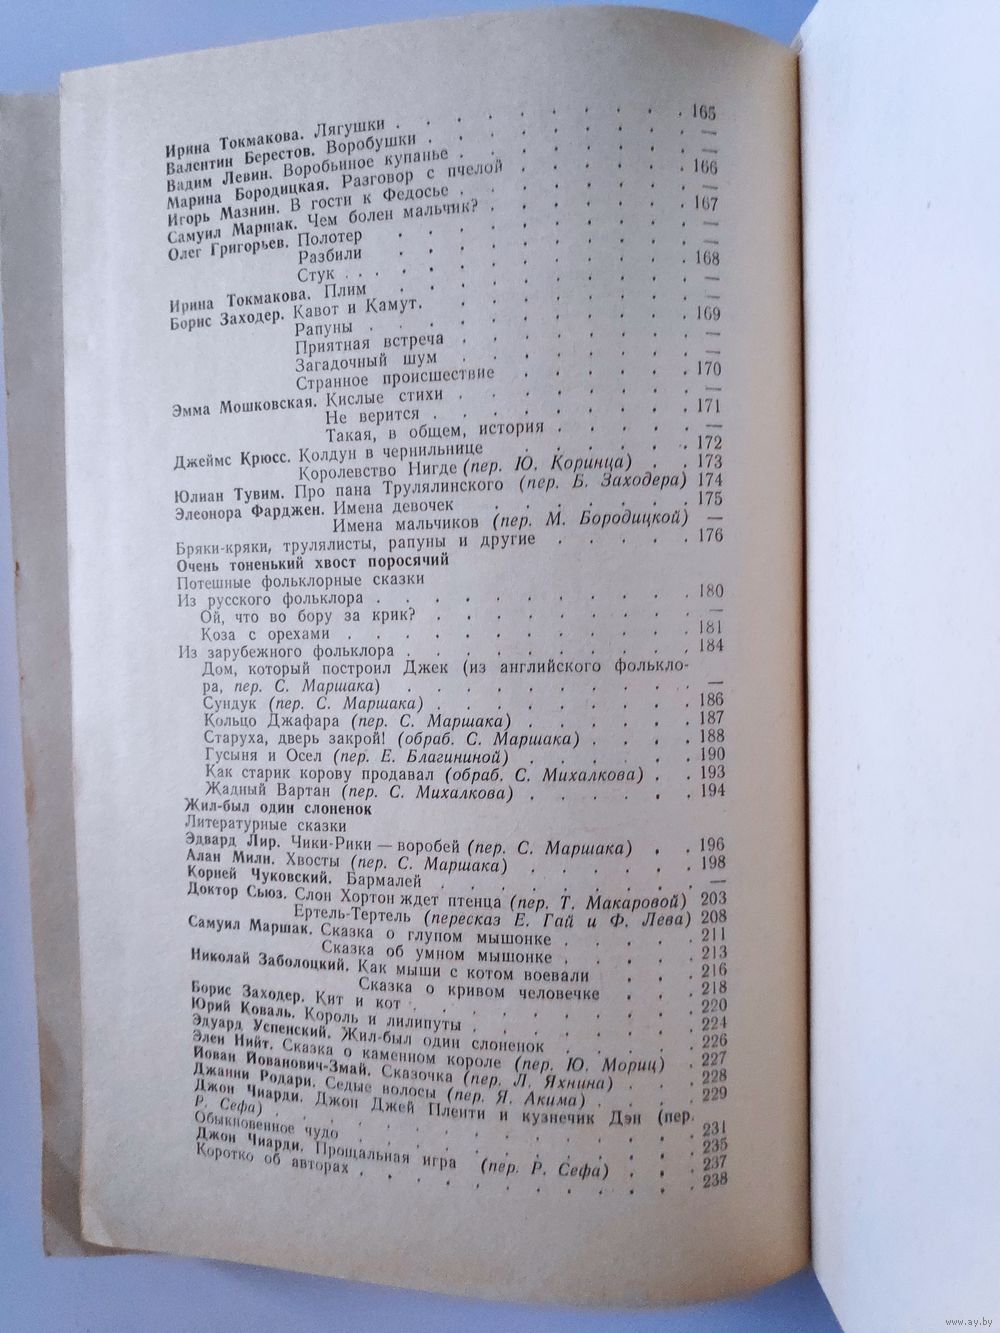 Ирина Токмакова. Лягушки . . . . . . . . . . 165
Валентин Берестов. Воробушки . . . . . . . . . —
Вадим Левин. Воробьиное купанье . . . . . . . . —
Марина Бородицкая. Разговор с пчелой . . . . . . 166
Игорь Мазнин. В гости к Федосье . . . . . . . . —
Самуил Маршак. Чем болен мальчик? . . . . . . . 167
Олег Григорьев. Полотер . . . . . . . . . . —
Разбили . . . . . . . . . . —
Стук . . . . . . . . . . . 168
Ирина Токмакова. Плим . . . . . . . . . . —
Борис Заходер. Кавот и Камут. . . . . . . . . —
Рапуны . . . . . . . . . . 169
Приятная встреча . . . . . . . . —
Загадочный шум . . . . . . . . —
Странное происшествие . . . . . . 170
Эмма Мошковская. Кислые стихи . . . . . . . . —
Не верится . . . . . . . . . 171
Такая, в общем, история . . . . . —
Джеймс Крюсс. Колдун в чернильнице . . . . . . . 172
Королевство Нигде (пер. Ю. Коринца) . . 173
Юлиан Тувим. Про пана Трулялинского (пер. Б. Заходера) 174
Элеонора Фарджен. Имена девочек . . . . . . . 175
Имена мальчиков (пер. М. Бородицкой) —
Бряки-кряки, трулялисты, рапуны и другие . . . . . 176
Очень тоненький хвост поросячий
Потешные фольклорные сказки
Из русского фольклора . . . . . . . . . . . 180
Ой, что во бору за крик? . . . . . . . . . —
Коза с орехами . . . . . . . . . . . . 181
Из зарубежного фольклора . . . . . . . . . . 184
Дом, который построил Джек (из английского фолькло-
ра, пер. С. Маршака) . . . . . . . . . . —
Сундук (пер. С. Маршака) . . . . . . . . . 186
Кольцо Джафара (пер. С. Маршака) . . . . . . 187
Старуха, дверь закрой! (обраб. С. Маршака) . . . . 188
Гусыня и Осел (пер. Е. Благининой) . . . . . . 190
Как старик корову продавал (обраб. С. Михалкова) . . 193
Жадный Вартан (пер. С. Михалкова) . . . . . . 194
Жил-был один слоненок
Литературные сказки
Эдвард Лир. Чики-Рики — воробей (пер. С. Маршака) . . 196
Алан Милн. Хвосты (пер. С. Маршака) . . . . . . 198
Корней Чуковский. Бармалей . . . . . . . . . —
Доктор Сьюз. Слон Хортон ждет птенца (пер. Т. Макаровой) 203
Ертель-Тертель (пересказ Е. Гай и Ф. Лева) 208
Самуил Маршак. Сказка о глупом мышонке . . . . . 211
Сказка об умном мышонке . . . . . 213
Николай Заболоцкий. Как мыши с котом воевали . . . 216
Сказка о кривом человечке . . . 218
Борис Заходер. Кит и кот . . . . . . . . . . 220
Юрий Коваль. Король и лилипуты . . . . . . . . 224
Эдуард Успенский. Жил-был один слоненок . . . . . 226
Элен Нийт. Сказка о каменном короле (пер. Ю. Мориц) . 227
Йован Йованович-Змай. Сказочка (пер. Л. Яхнина) . . . 228
Джанни Родари. Седые волосы (пер. Я. Акима) . . . . 229
Джон Чиарди. Джон Джей Пленти и кузнечик Дэн (пер.
Р. Сефа) . . . . . . . . . . . . . 231
Обыкновенное чудо . . . . . . . . . . . 235
Джон Чиарди. Прощальная игра (пер. Р. Сефа) . . . 237
Коротко об авторах . . . . . . . . . . . 238
www.ay.by